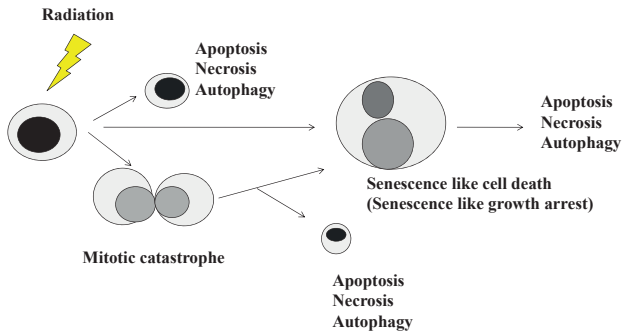 Radiation
Apoptosis
Necrosis
Autophagy
Apoptosis
Necrosis
Autophagy
Senescence like cell death
(Senescence like growth arrest)
Mitotic catastrophe
Apoptosis
Necrosis
Autophagy